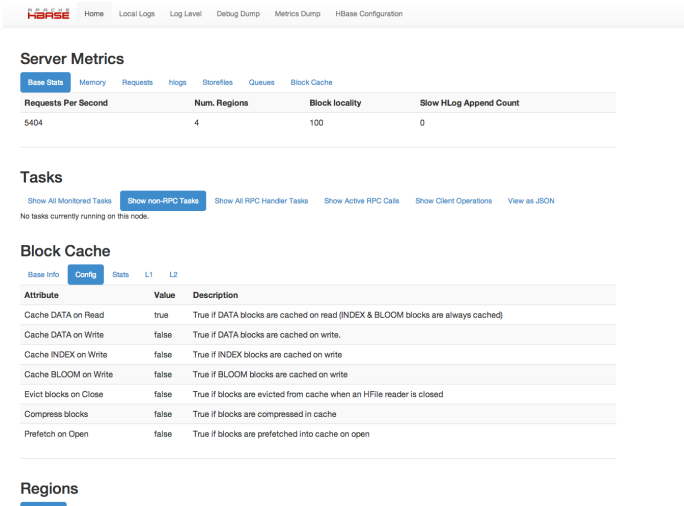 APACHE
HBASE Home Local Logs Log Level Debug Dump Metrics Dump HBase Configuration
Server Metrics
Base Stats Memory Requests hlogs Storefiles Queues Block Cache
Requests Per Second Num. Regions Block locality Slow HLog Append Count
5404 4 100 0
Tasks
Show All Monitored Tasks Show non-RPC Tasks Show All RPC Handler Tasks Show Active RPC Calls Show Client Operations View as JSON
No tasks currently running on this node.
Block Cache
Base Info Config Stats L1 L2
Attribute Value Description
Cache DATA on Read true True if DATA blocks are cached on read (INDEX & BLOOM blocks are always cached)
Cache DATA on Write false True if DATA blocks are cached on write.
Cache INDEX on Write false True if INDEX blocks are cached on write
Cache BLOOM on Write false True if BLOOM blocks are cached on write
Evict blocks on Close false True if blocks are evicted from cache when an HFile reader is closed
Compress blocks false True if blocks are compressed in cache
Prefetch on Open false True if blocks are prefetched into cache on open
Regions